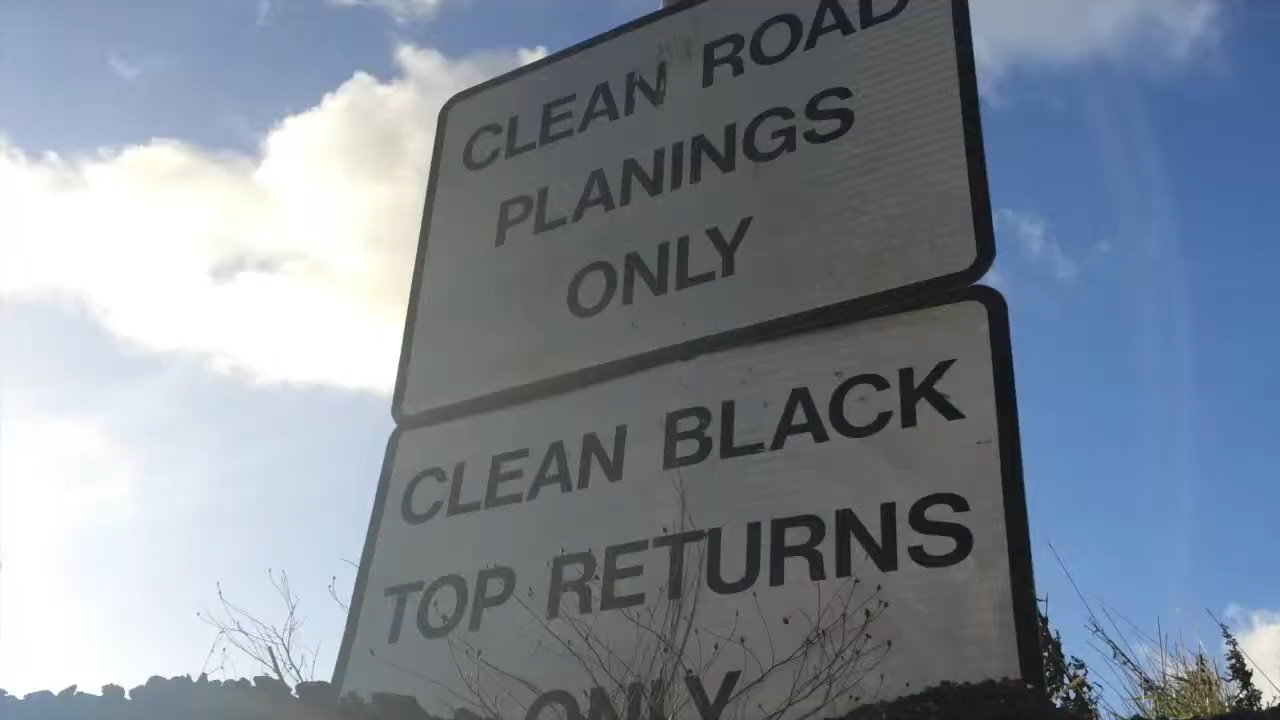 CLEAN ROAD
PLANINGS
ONLY
CLEAN BLACK
TOP RETURNS
ONLY